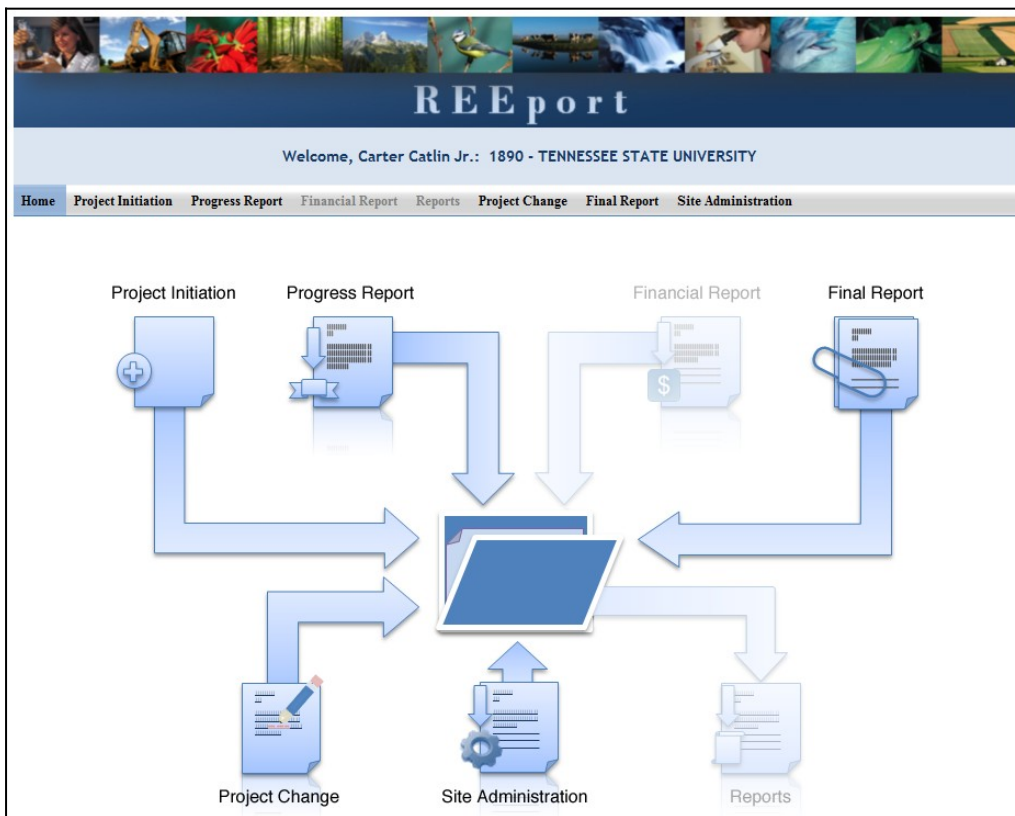 REEport
Welcome, Carter Catlin Jr.: 1890 - TENNESSEE STATE UNIVERSITY
Home Project Initiation Progress Report Financial Report Reports Project Change Final Report Site Administration
Project Initiation Progress Report Financial Report Final Report
$
Project Change Site Administration Reports